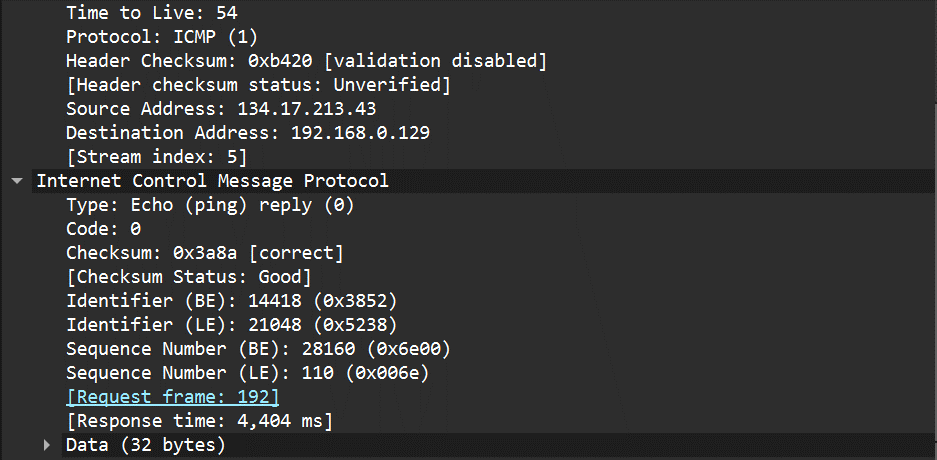 Time to Live: 54
Protocol: ICMP (1)
Header Checksum: 0xb420 [validation disabled]
[Header checksum status: Unverified]
Source Address: 134.17.213.43
Destination Address: 192.168.0.129
[Stream index: 5]
Internet Control Message Protocol
Type: Echo (ping) reply (0)
Code: 0
Checksum: 0x3a8a [correct]
[Checksum Status: Good]
Identifier (BE): 14418 (0x3852)
Identifier (LE): 21048 (0x5238)
Sequence Number (BE): 28160 (0x6e00)
Sequence Number (LE): 110 (0x006e)
[Request frame: 192]
[Response time: 4,404 ms]
Data (32 bytes)